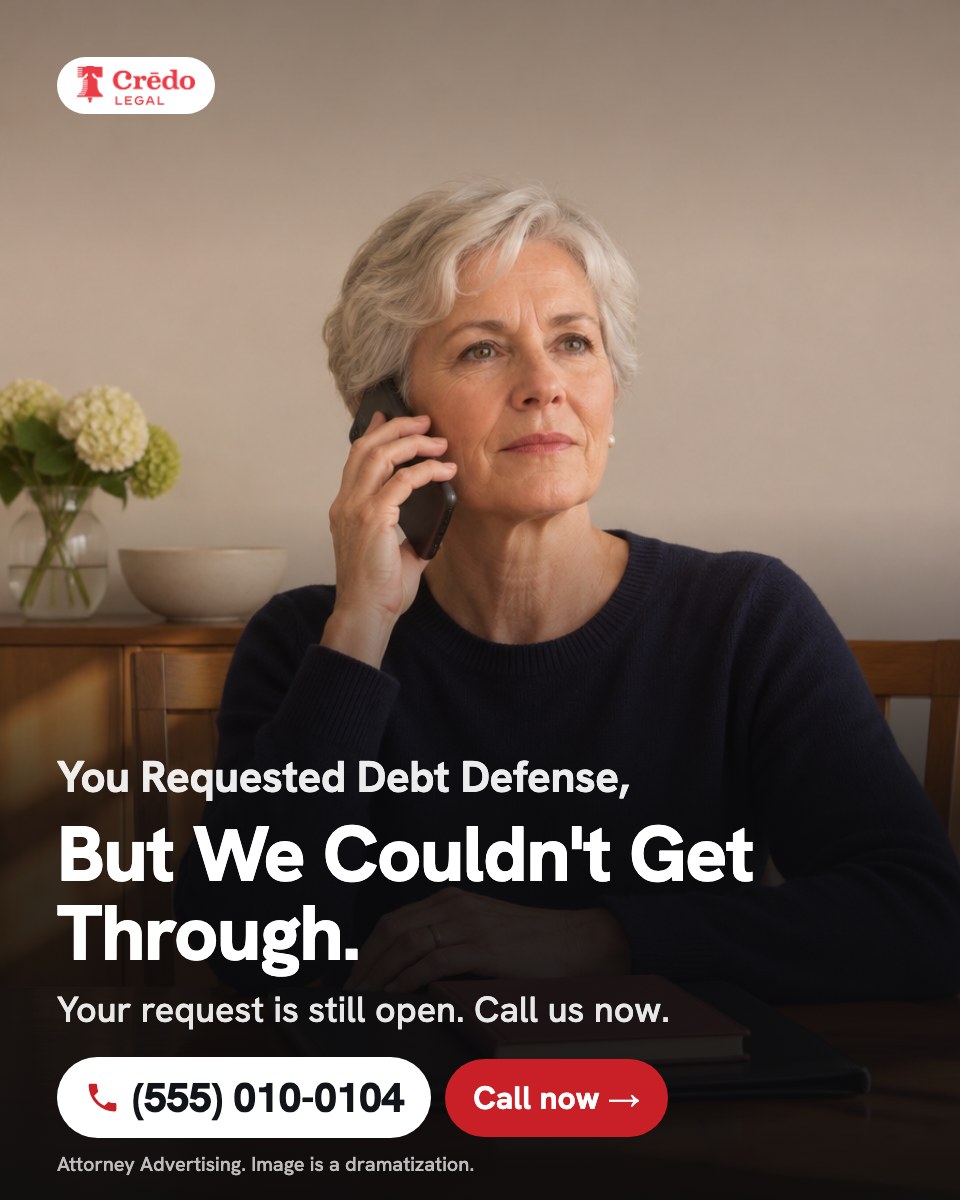 Crēdo
LEGAL
You Requested Debt Defense,
But We Couldn't Get
Through.
Your request is still open. Call us now.
(555) 010-0104
Call now →
Attorney Advertising. Image is a dramatization.